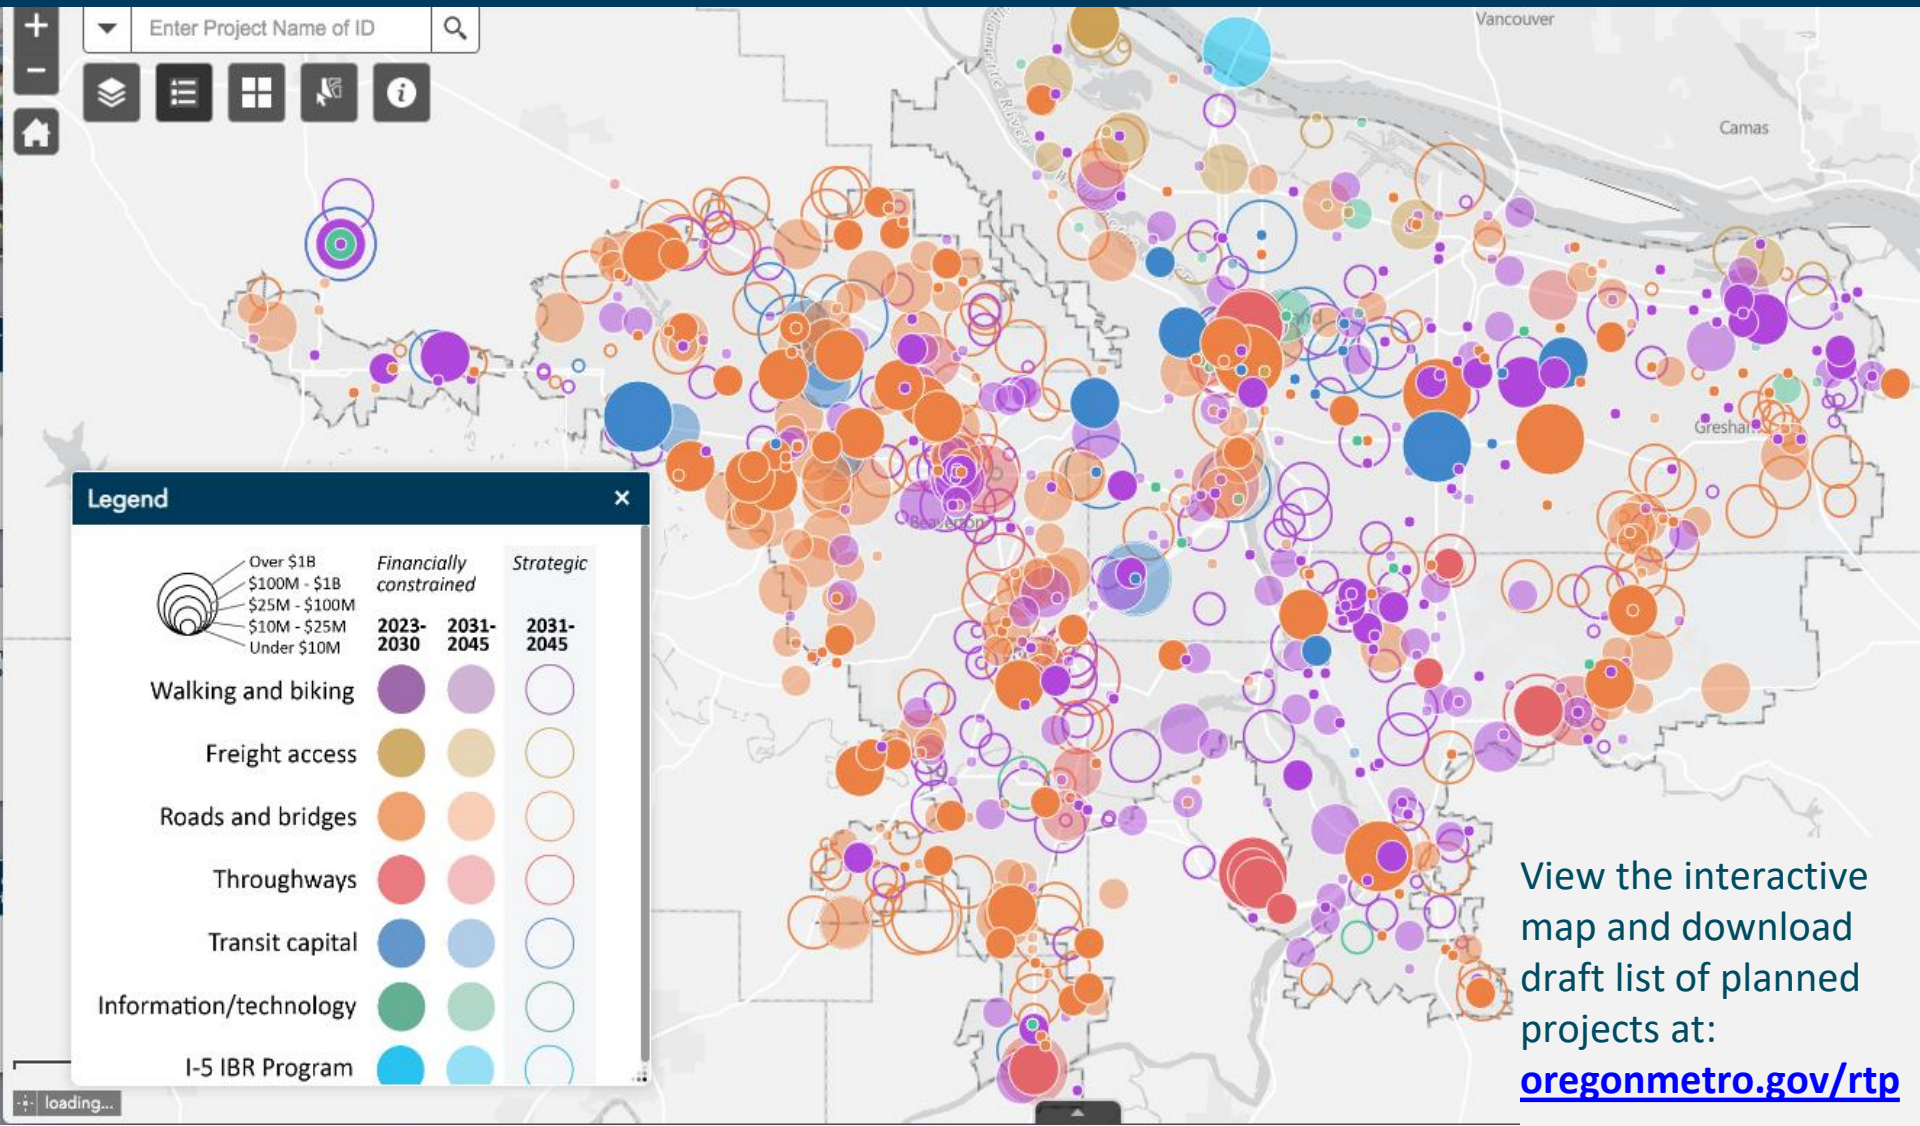 Enter Project Name of ID
Vancouver
Camas
Gresha
Beaverton
Legend
Over $1B
$100M - $1B
$25M - $100M
$10M - $25M
Under $10M
Financially
constrained
Strategic
2023-
2030
2031-
2045
2031-
2045
Walking and biking
Freight access
Roads and bridges
Throughways
Transit capital
Information/technology
I-5 IBR Program
loading...
View the interactive
map and download
draft list of planned
projects at:
oregonmetro.gov/rtp